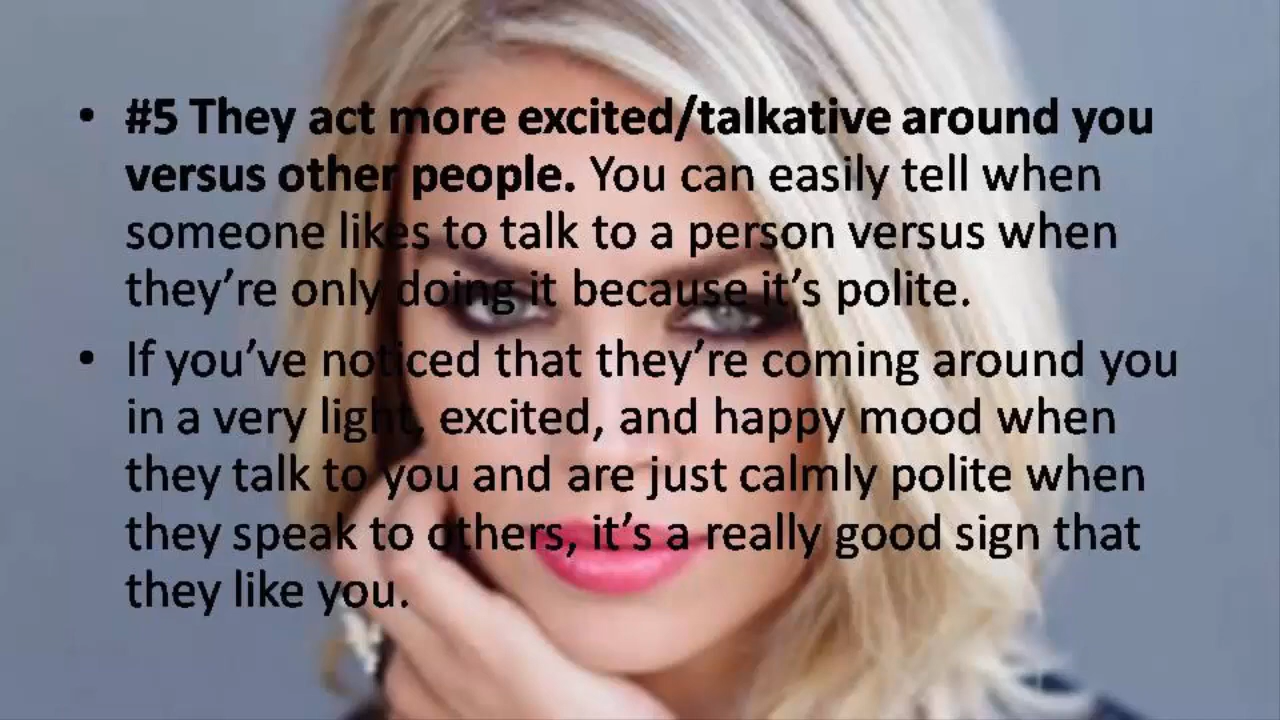 • #5 They act more excited/talkative around you
versus other people. You can easily tell when
someone likes to talk to a person versus when
they’re only doing it because it’s polite.
• If you’ve noticed that they’re coming around you
in a very light, excited, and happy mood when
they talk to you and are just calmly polite when
they speak to others, it’s a really good sign that
they like you.